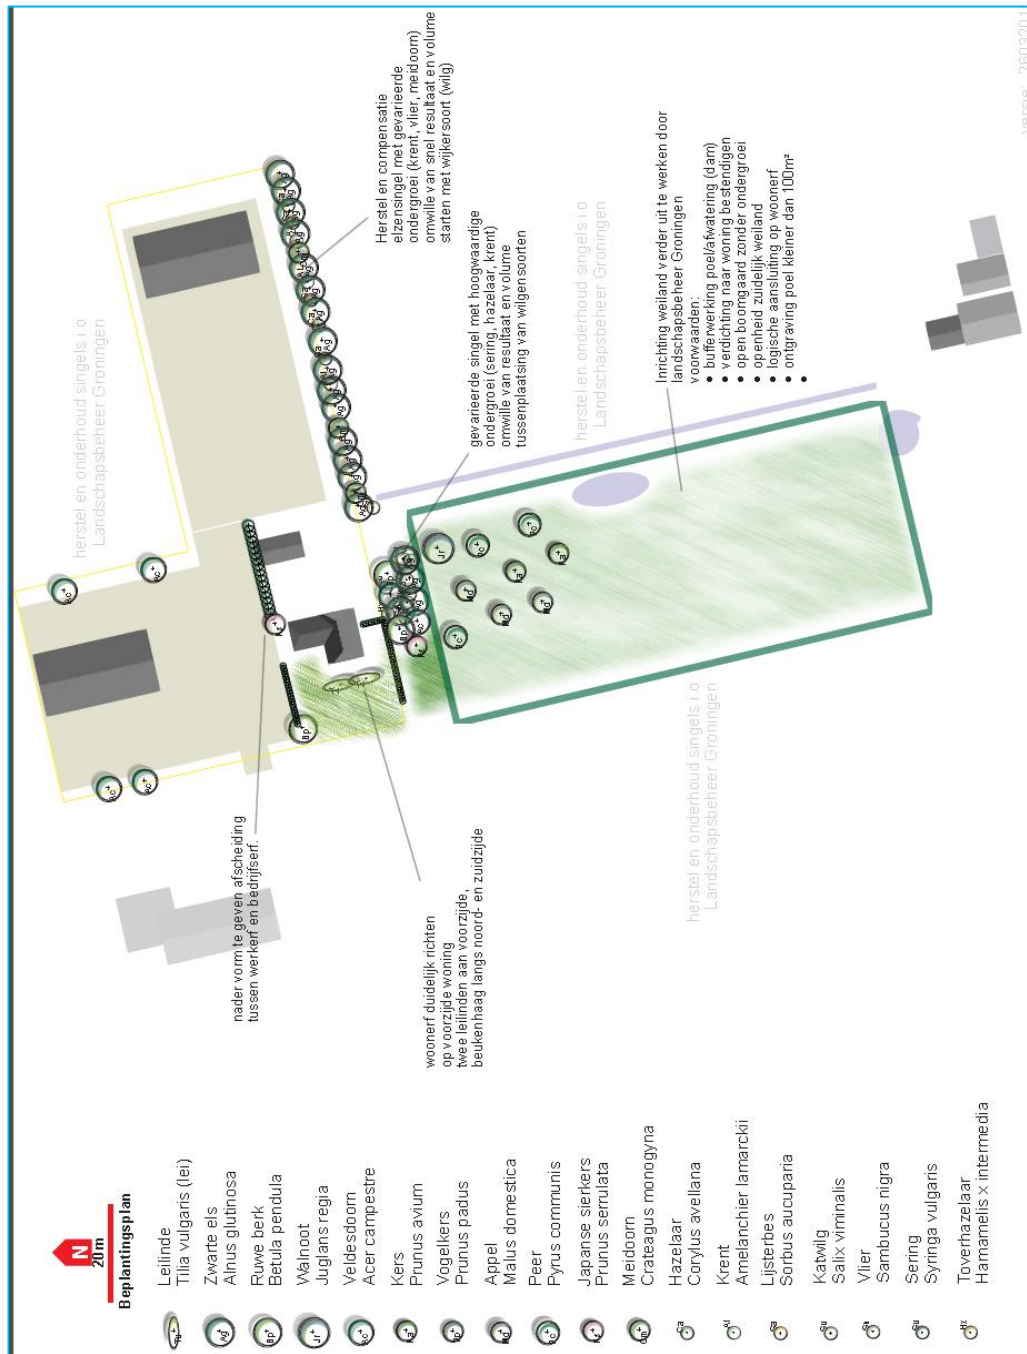 N
20m
Beplantingsplan
Leilinde
Tilia vulgaris (lei)
Zwarte els
Alnus glutinosa
Ruwe berk
Betula pendula
Walnoot
Juglans regia
Veldesdoorn
Acer campestre
Kers
Prunus avium
Vogelkers
Prunus padus
Appel
Malus domestica
Peer
Pyrus communis
Japanse sierkers
Prunus serrulata
Meidoorn
Crateagus monogyna
Hazelaar
Corylus avellana
Krent
Amelanchier lamarckii
Lijsterbes
Sorbus aucuparia
Katwilg
Salix viminalis
Vlier
Sambucus nigra
Sering
Syringa vulgaris
Toverhazelaar
Hamamelis x intermedia
nader vorm te geven afscheiding
tussen werkerf en bedrijfserf.
woonerf duidelijk richten
op voorzijde woning
twee leilinden aan voorzijde,
beukenhaag langs noord- en zuidzijde
herstel en onderhoud singels i.o
Landschapsbeheer Groningen
herstel en onderhoud singels i.o
Landschapsbeheer Groningen
Herstel en compensatie
elzensingel met gevarieerde
ondergroei (krent, vlier, meidoorn)
omwille van snel resultaat en volume
starten met wijkersoort (wilg)
gevarieerde singel met hoogwaardige
ondergroei (sering, hazelaar, krent)
omwille van resultaat en volume
tussenplaatsing van wilgensoorten
herstel en onderhoud singels i.o
Landschapsbeheer Groningen
Inrichting weiland verder uit te werken door
landschapsbeheer Groningen
voorwaarden:
• bufferwerking poel/afwatering (dam)
• verdichting naar woning bestendigen
• open boomgaard zonder ondergroei
• openheid zuidelijk weiland
• logische aansluiting op woonerf
• ontgraving poel kleiner dan 100m²
•